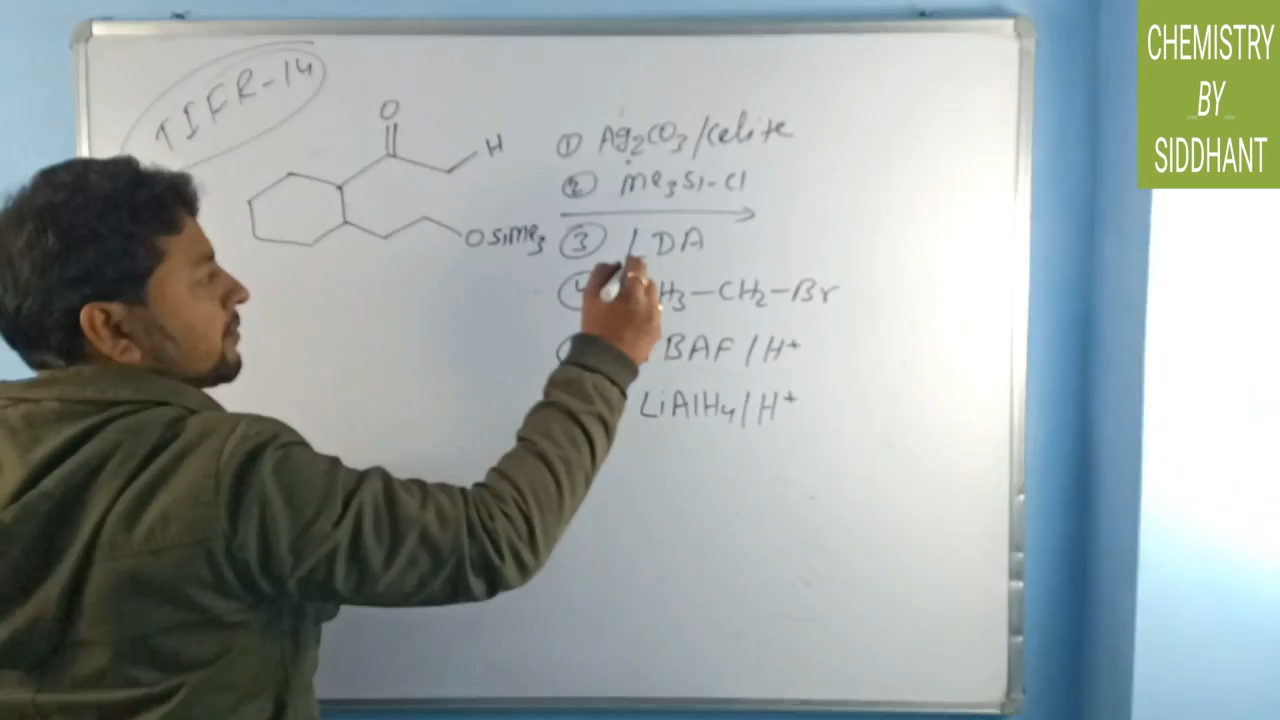 TIFR-14
O
H
OSiMe3
① Ag2CO3/Celite
② Me3Si-Cl
③ LDA
H3-CH2-Br
BAF/H+
LiAlH4/H+
CHEMISTRY
BY
SIDDHANT